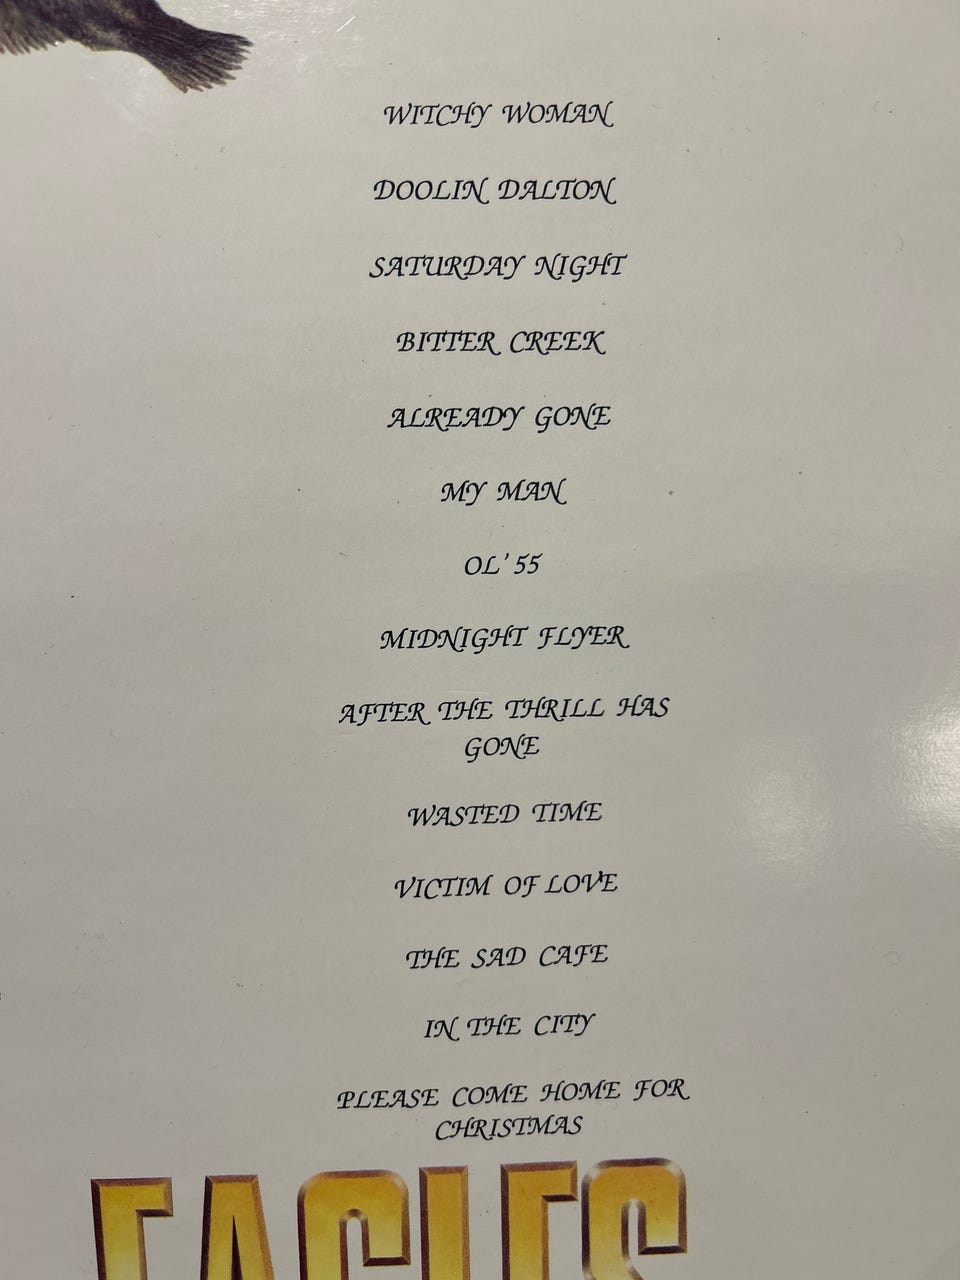 WITCHY WOMAN
DOOLIN DALTON
SATURDAY NIGHT
BITTER CREEK
ALREADY GONE
MY MAN
OL' 55
MIDNIGHT FLYER
AFTER THE THRILL HAS
GONE
WASTED TIME
VICTIM OF LOVE
THE SAD CAFE
IN THE CITY
PLEASE COME HOME FOR
CHRISTMAS
EAGLES